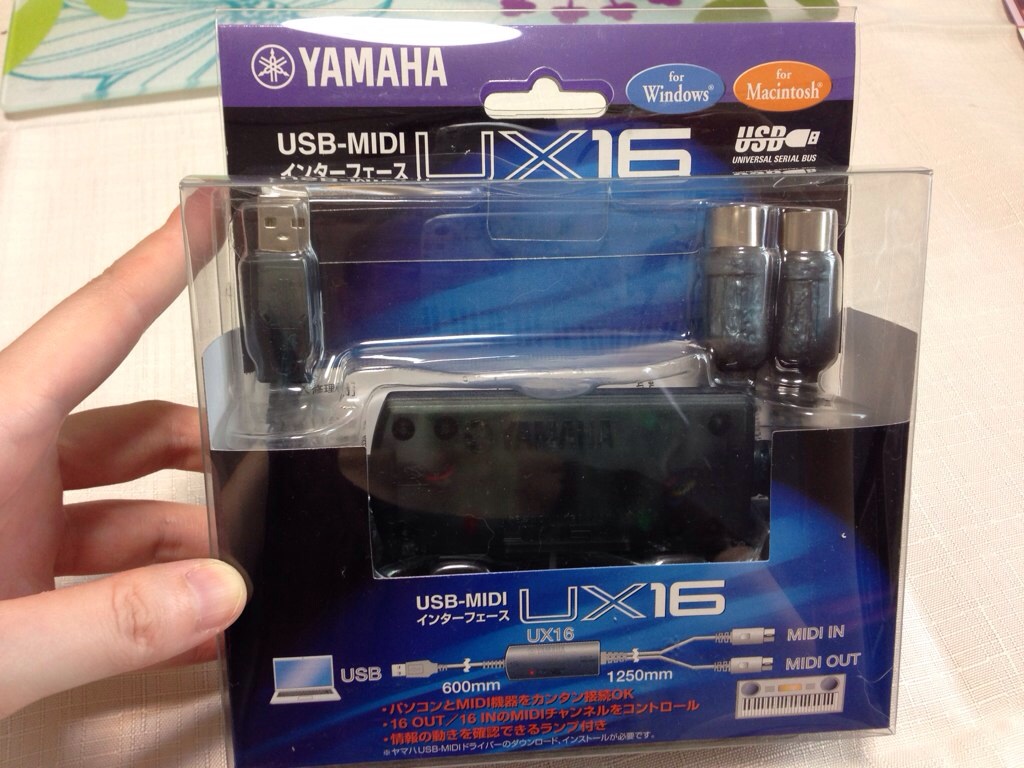 YAMAHA
for Windows®
for Macintosh®
USB-MIDI
インターフェース
UX16
USB
UNIVERSAL SERIAL BUS
YAMAHA
USB-MIDI
インターフェース
UX16
UX16
USB
600mm
1250mm
MIDI IN
MIDI OUT
・パソコンとMIDI機器をカンタン接続OK
・16 OUT／16 INのMIDIチャンネルをコントロール
・情報の動きを確認できるランプ付き
※ヤマハUSB-MIDIドライバーのダウンロード、インストールが必要です。